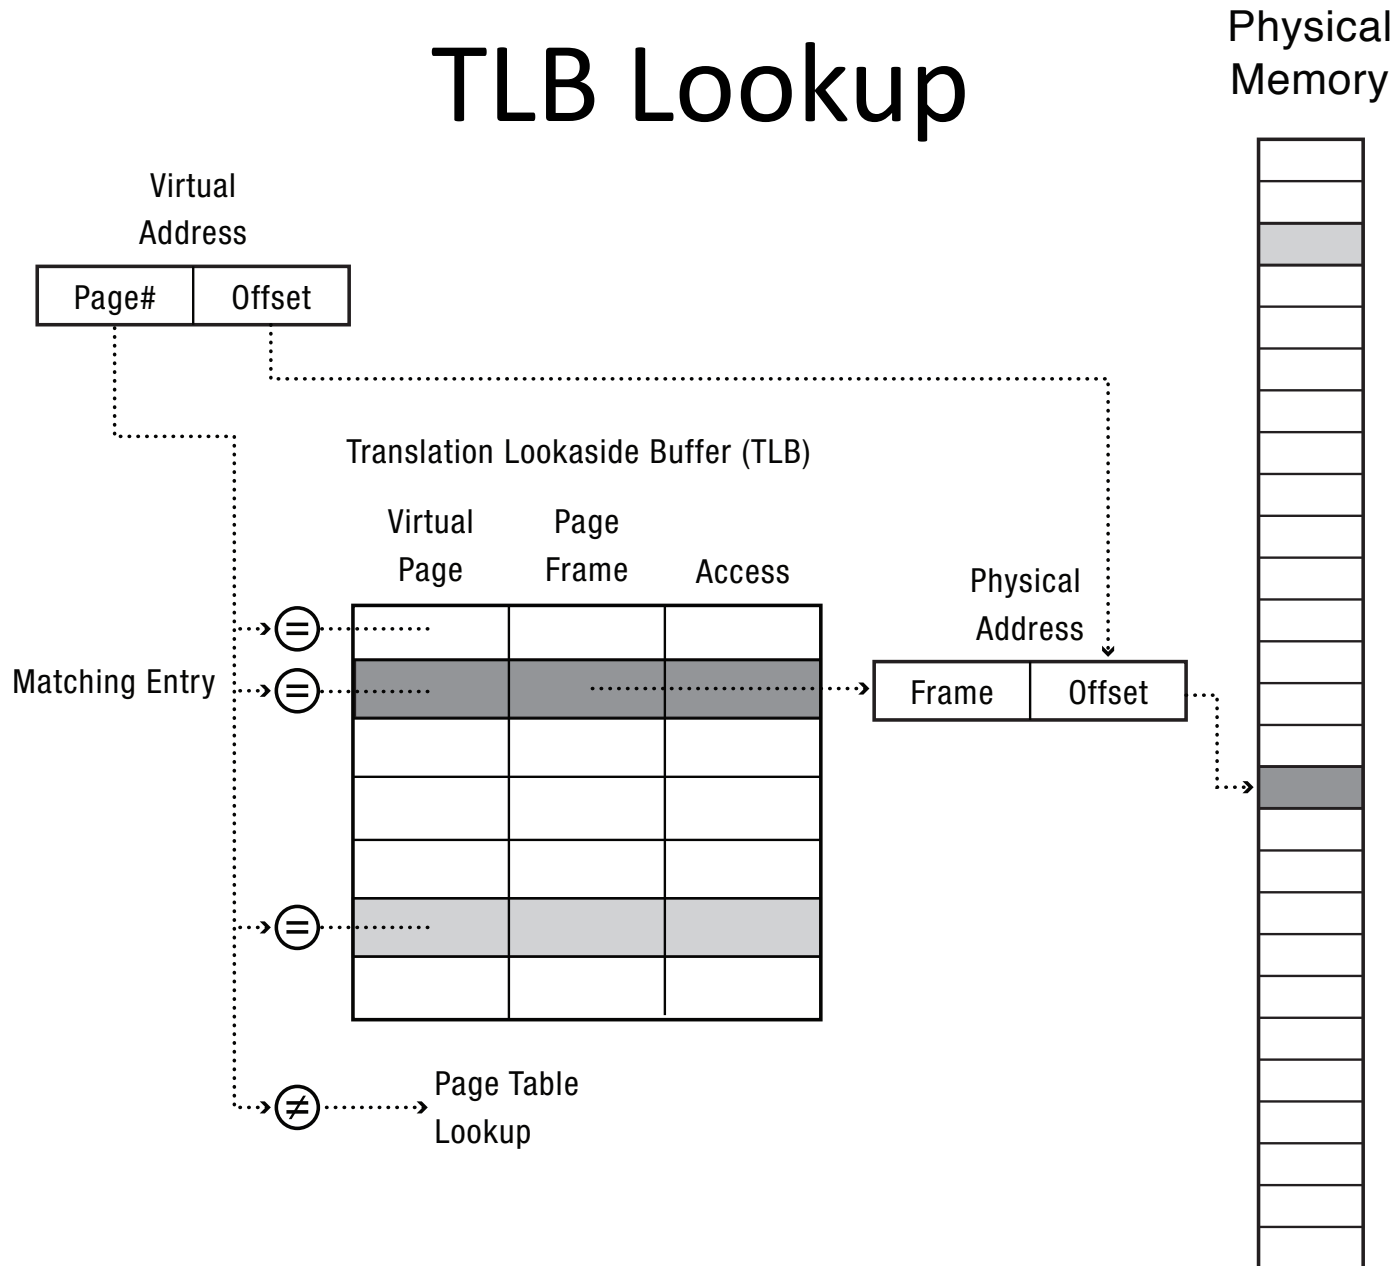 TLB Lookup
Physical
Memory
Virtual
Address
Page# Offset
Translation Lookaside Buffer (TLB)
Virtual
Page
Page
Frame
Access
Physical
Address
=
Matching Entry
=
Frame Offset
=
≠
Page Table
Lookup